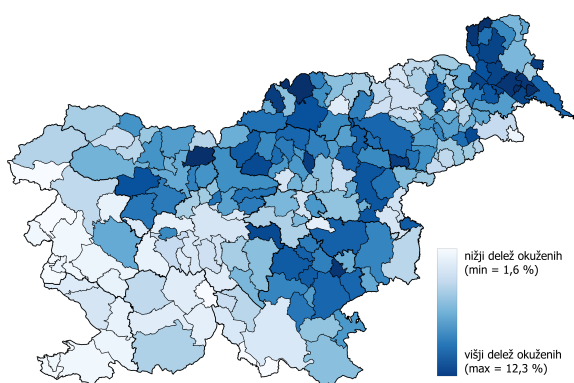 nižji delež okuženih
(min = 1,6 %)
višji delež okuženih
(max = 12,3 %)